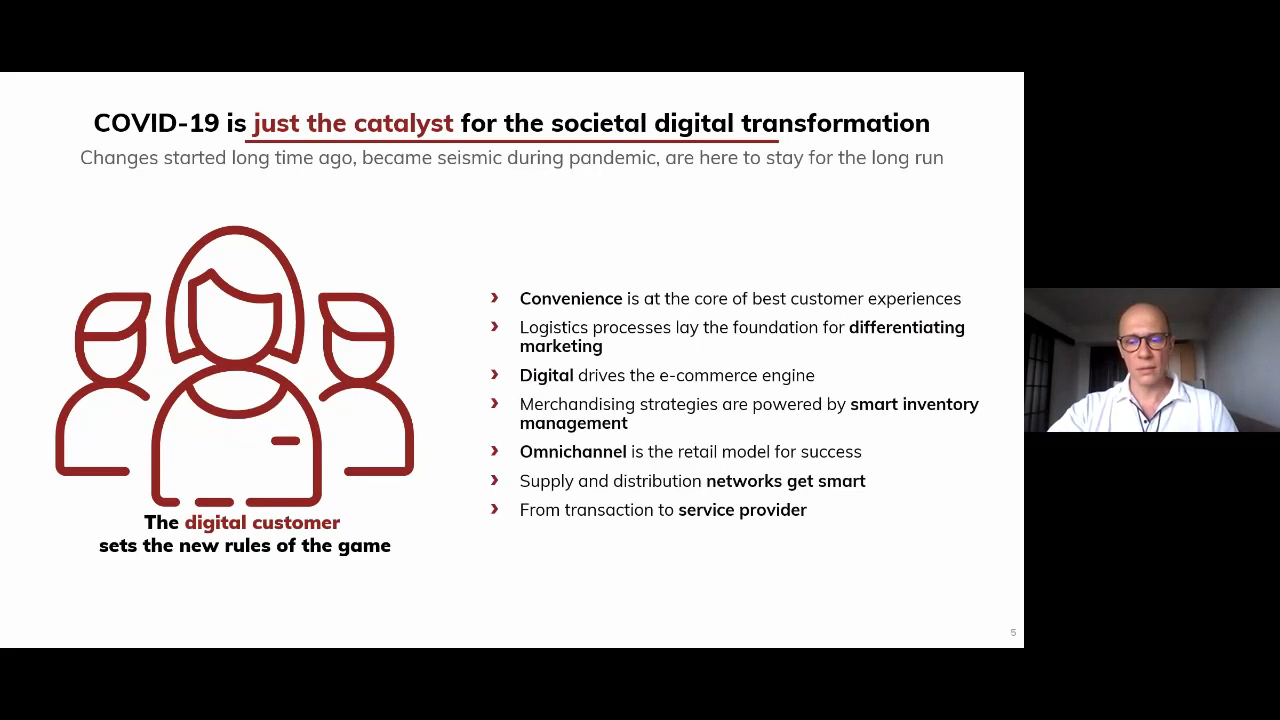 COVID-19 is just the catalyst for the societal digital transformation
Changes started long time ago, became seismic during pandemic, are here to stay for the long run
Convenience is at the core of best customer experiences
Logistics processes lay the foundation for differentiating
marketing
Digital drives the e-commerce engine
Merchandising strategies are powered by smart inventory
management
Omnichannel is the retail model for success
Supply and distribution networks get smart
From transaction to service provider
The digital customer
sets the new rules of the game
5